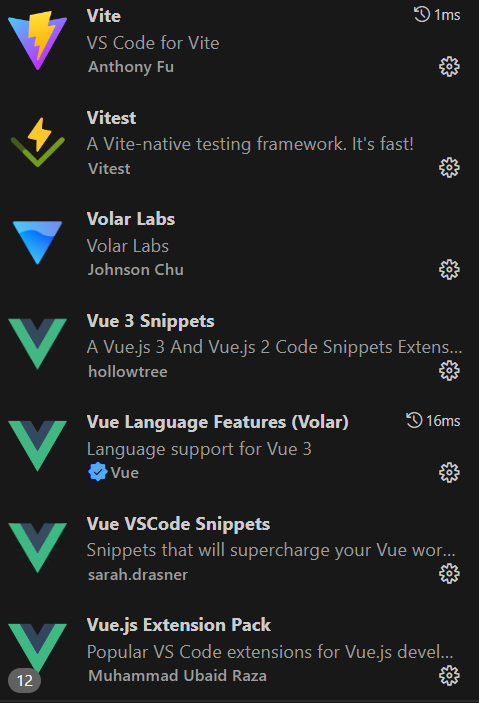 Vite
1ms
VS Code for Vite
Anthony Fu
Vitest
A Vite-native testing framework. It's fast!
Vitest
Volar Labs
Volar Labs
Johnson Chu
Vue 3 Snippets
A Vue.js 3 And Vue.js 2 Code Snippets Extens...
hollowtree
Vue Language Features (Volar)
16ms
Language support for Vue 3
Vue
Vue VSCode Snippets
Snippets that will supercharge your Vue wor...
sarah.drasner
Vue.js Extension Pack
Popular VS Code extensions for Vue.js devel...
12
Muhammad Ubaid Raza